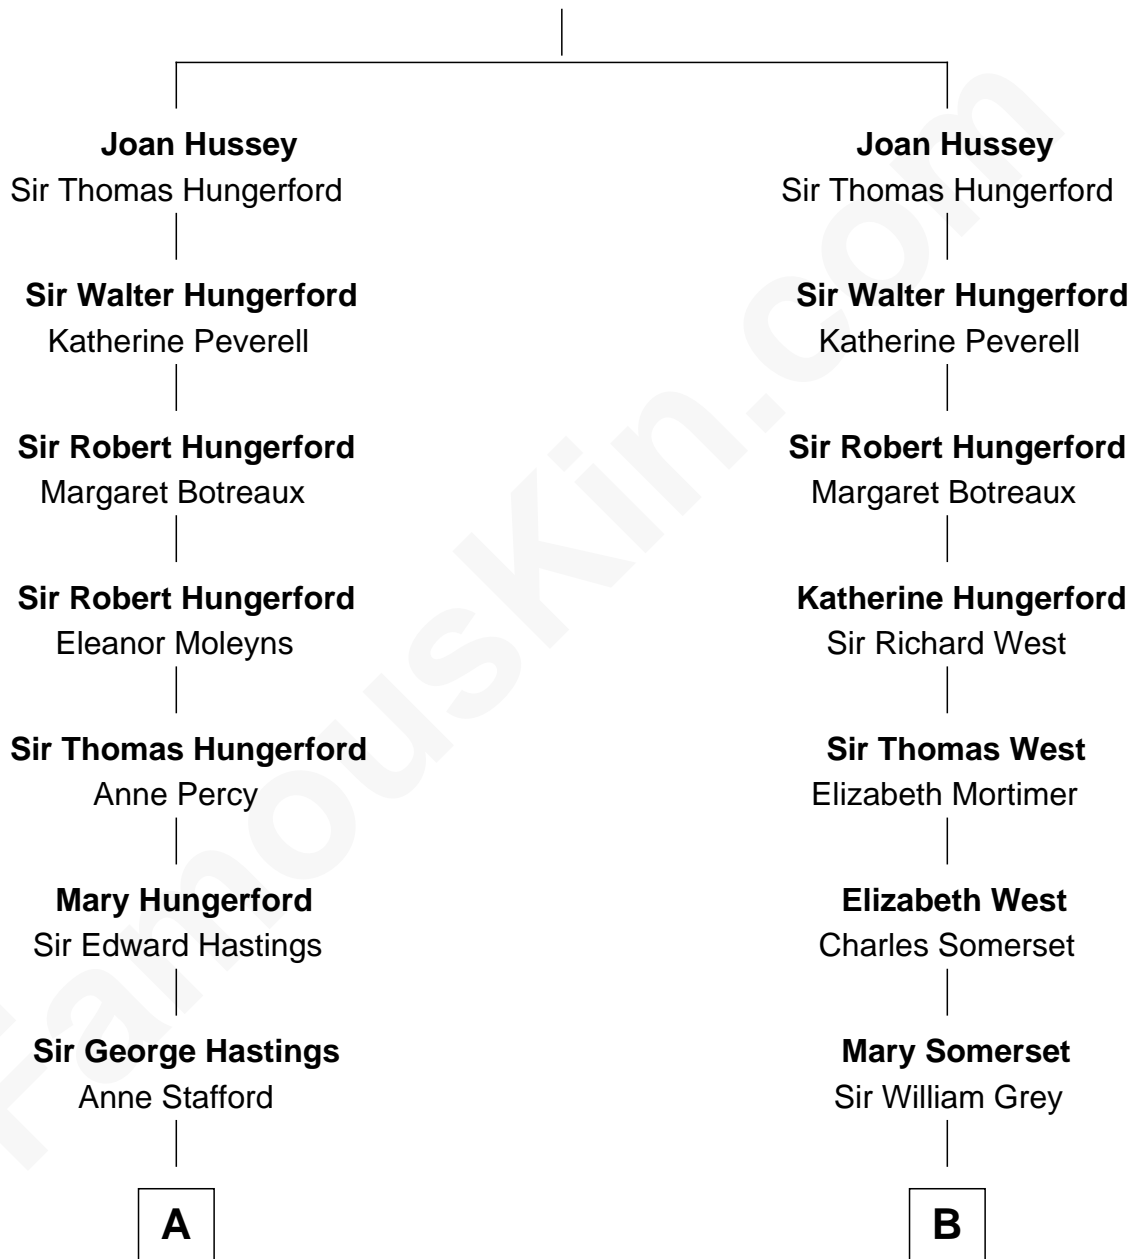 Joan Hussey
Sir Thomas Hungerford
Sir Walter Hungerford
Katherine Peverell
Sir Robert Hungerford
Margaret Botreaux
Sir Robert Hungerford
Eleanor Moleyns
Sir Thomas Hungerford
Anne Percy
Mary Hungerford
Sir Edward Hastings
Sir George Hastings
Anne Stafford
A
Joan Hussey
Sir Thomas Hungerford
Sir Walter Hungerford
Katherine Peverell
Sir Robert Hungerford
Margaret Botreaux
Katherine Hungerford
Sir Richard West
Sir Thomas West
Elizabeth Mortimer
Elizabeth West
Charles Somerset
Mary Somerset
Sir William Grey
B
FamousKin.com